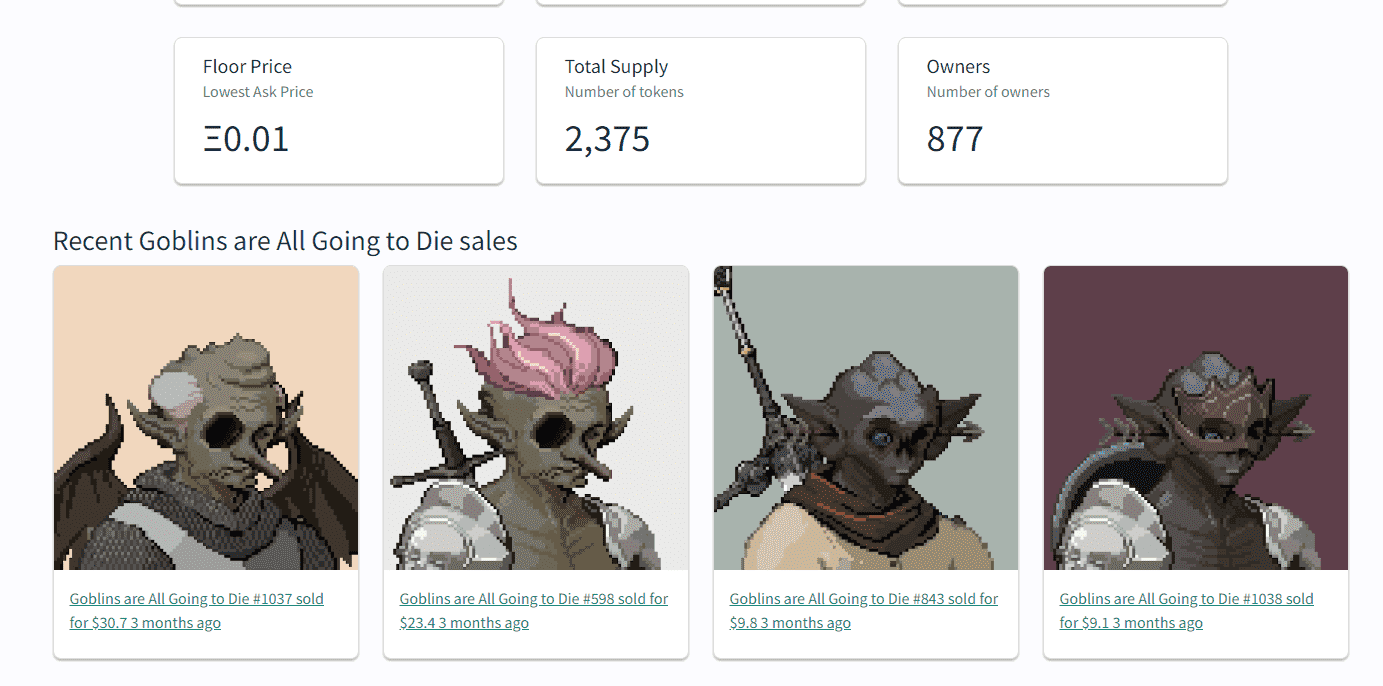 Floor Price
Lowest Ask Price
Ξ0.01
Total Supply
Number of tokens
2,375
Owners
Number of owners
877
Recent Goblins are All Going to Die sales
Goblins are All Going to Die #1037 sold
for $30.7 3 months ago
Goblins are All Going to Die #598 sold for
$23.4 3 months ago
Goblins are All Going to Die #843 sold for
$9.8 3 months ago
Goblins are All Going to Die #1038 sold
for $9.1 3 months ago